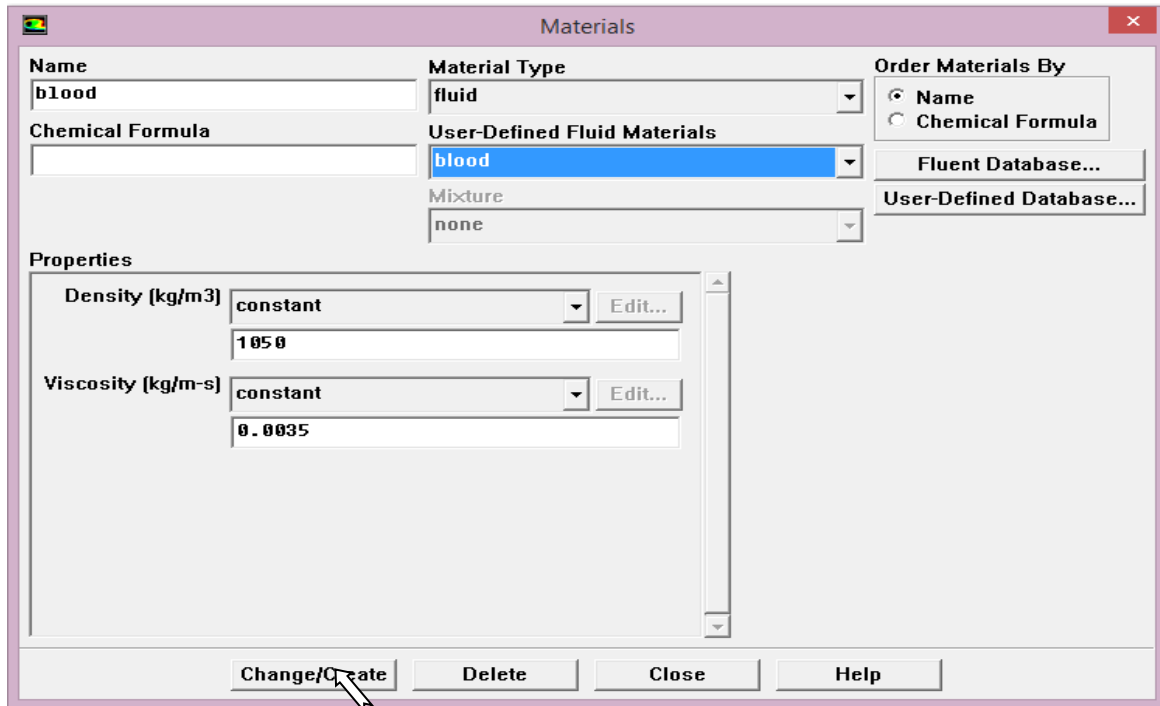 Materials
Name
blood
Chemical Formula
Material Type
fluid
User-Defined Fluid Materials
blood
Mixture
none
Order Materials By
Name
Chemical Formula
Fluent Database...
User-Defined Database...
Properties
Density (kg/m3) constant Edit...
1050
Viscosity (kg/m-s) constant Edit...
0.0035
Change/Create Delete Close Help